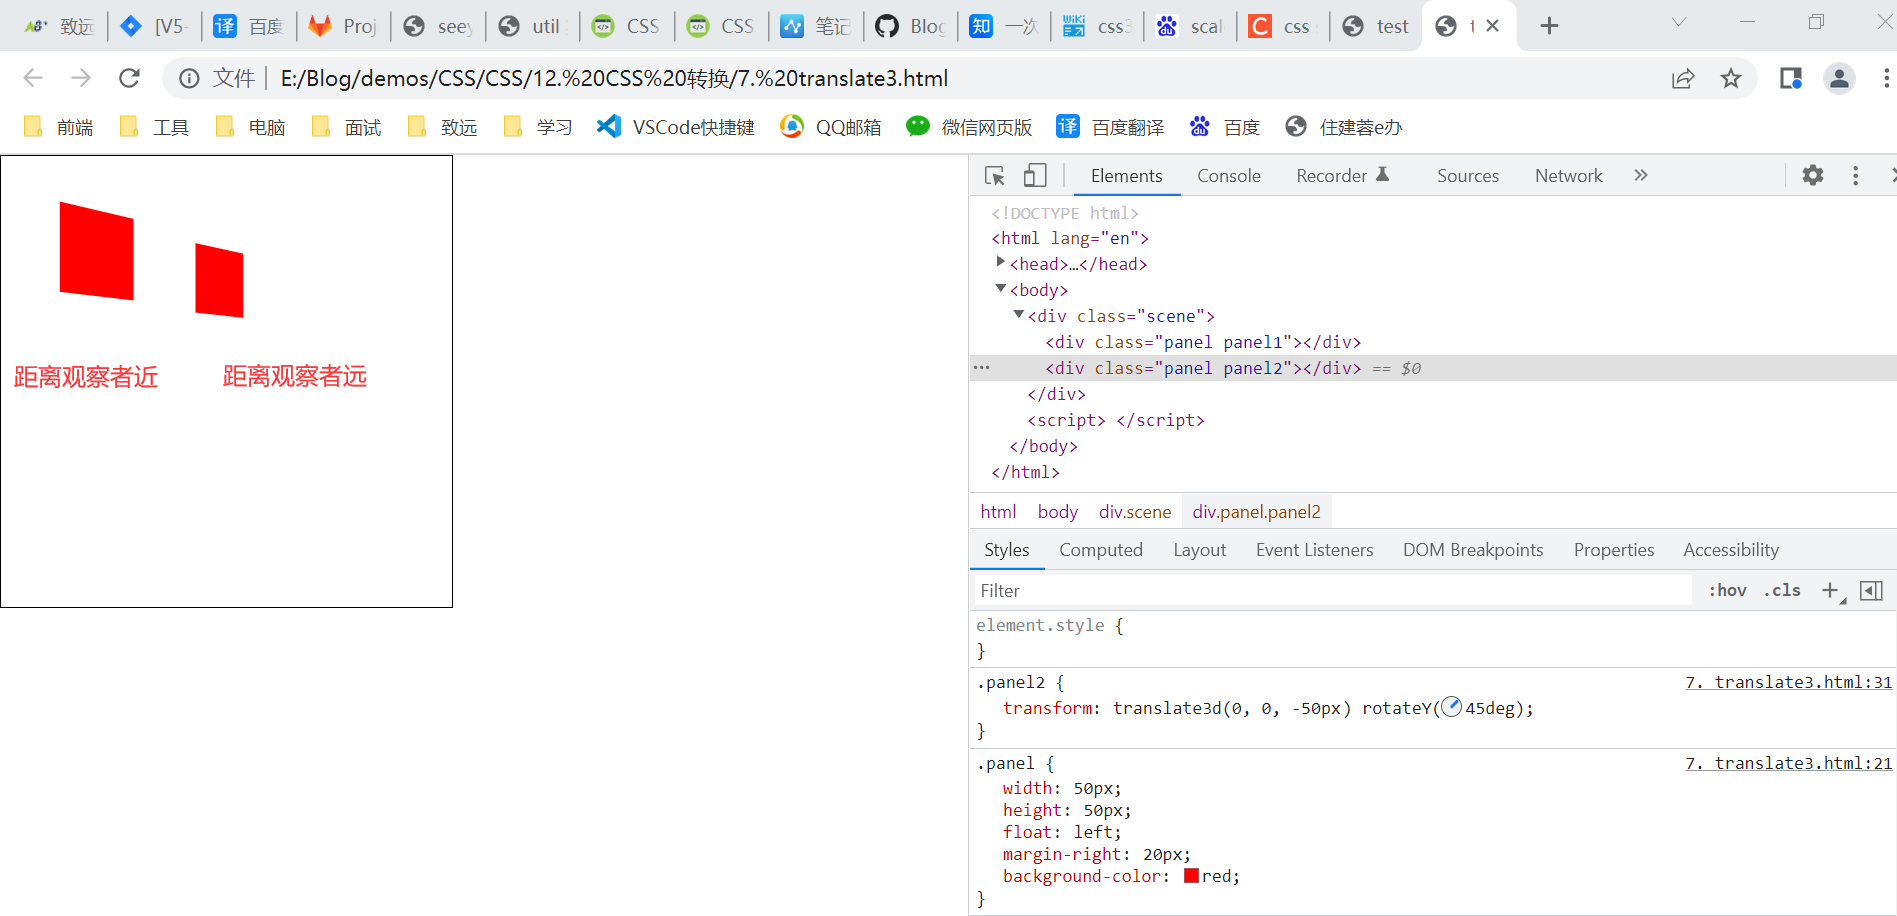 致远 [V5- 百度 Proj seey util CSS CSS 笔记 Blog 一次 css3 scal css test t
文件 E:/Blog/demos/CSS/CSS/12.%20CSS%20转换/7.%20translate3.html
前端 工具 电脑 面试 致远 学习 VSCode快捷键 QQ邮箱 微信网页版 译 百度翻译 百度 住建蓉e办
距离观察者近 距离观察者远
Elements Console Recorder Sources Network »
<!DOCTYPE html>
<html lang="en">
<head>…</head>
<body>
<div class="scene">
<div class="panel panel1"></div>
<div class="panel panel2"></div> == $0
</div>
<script> </script>
</body>
</html>
html body div.scene div.panel.panel2
Styles Computed Layout Event Listeners DOM Breakpoints Properties Accessibility
Filter :hov .cls +
element.style {
}
.panel2 { 7. translate3.html:31
transform: translate3d(0, 0, -50px) rotateY(45deg);
}
.panel { 7. translate3.html:21
width: 50px;
height: 50px;
float: left;
margin-right: 20px;
background-color: red;
}